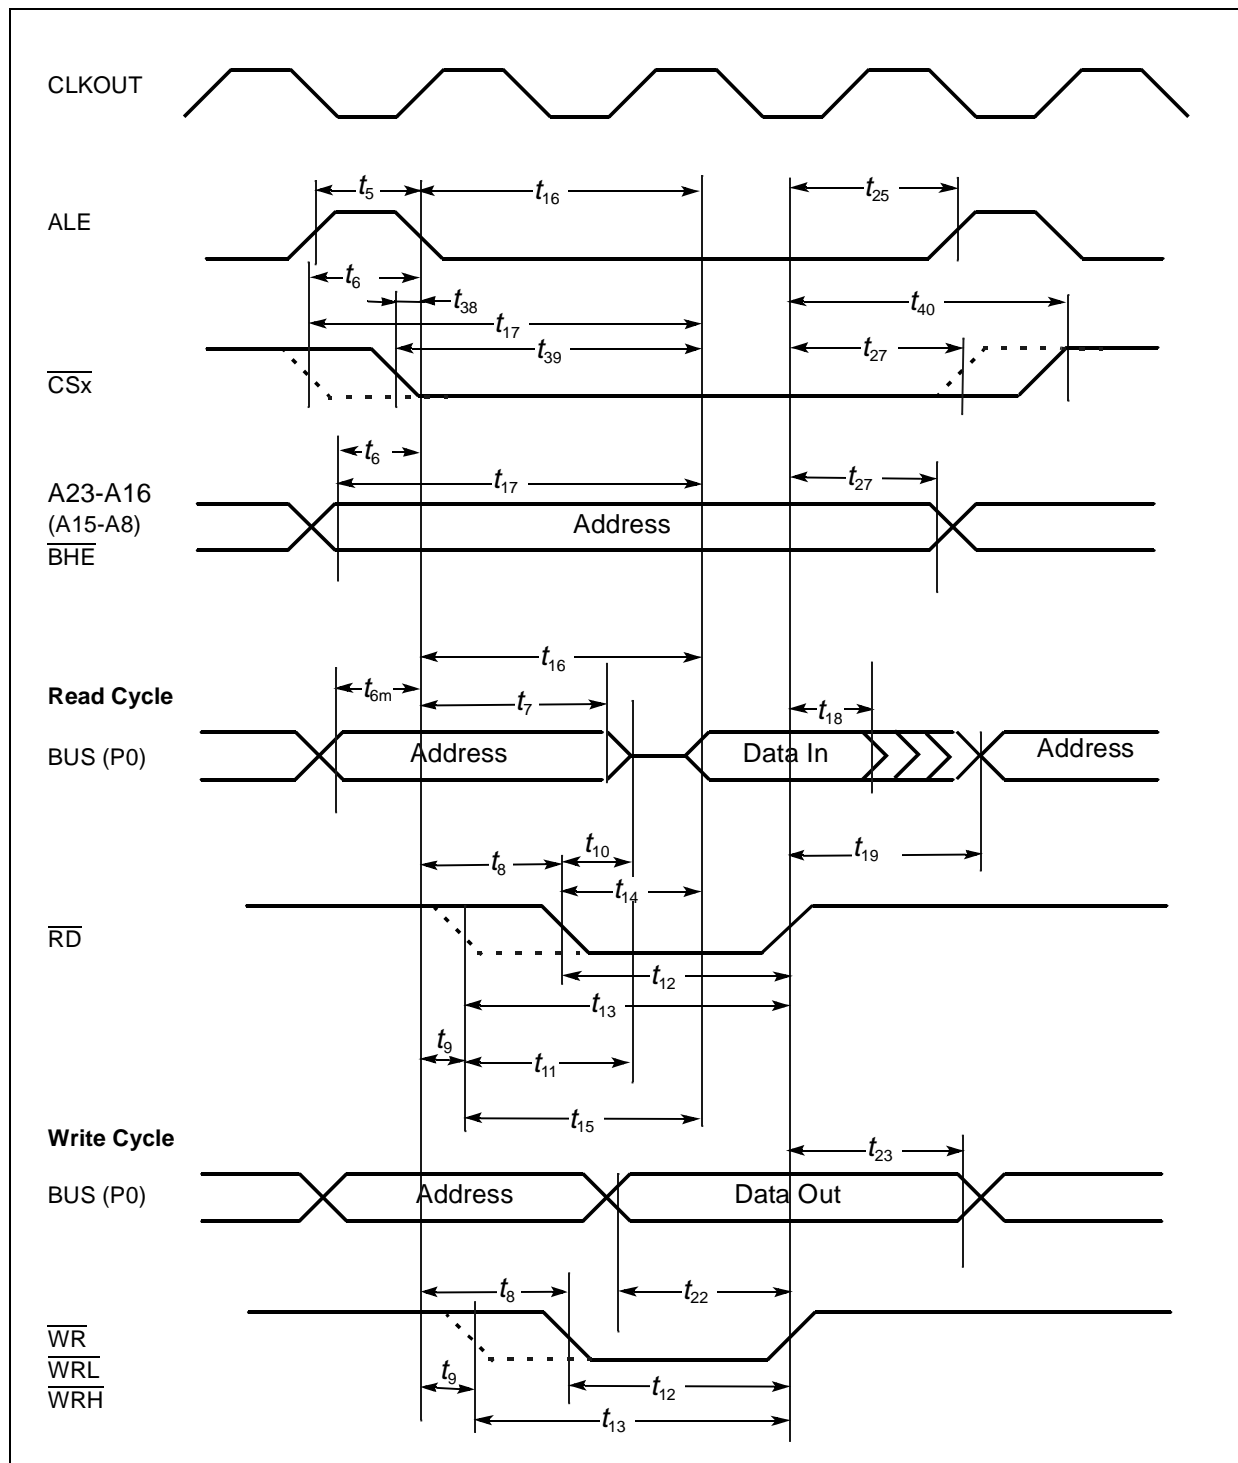 CLKOUT
t5
t16
t25
ALE
t6
t38
t40
t17
t39
t27
CSx
t6
t17
t27
A23-A16
(A15-A8)
Address
BHE
t16
Read Cycle
t6m
t7
t18
BUS (P0)
Address
Data In
Address
t8
t10
t19
t14
RD
t12
t13
t9
t11
t15
Write Cycle
t23
BUS (P0)
Address
Data Out
t8
t22
WR
WRL
t9
t12
WRH
t13